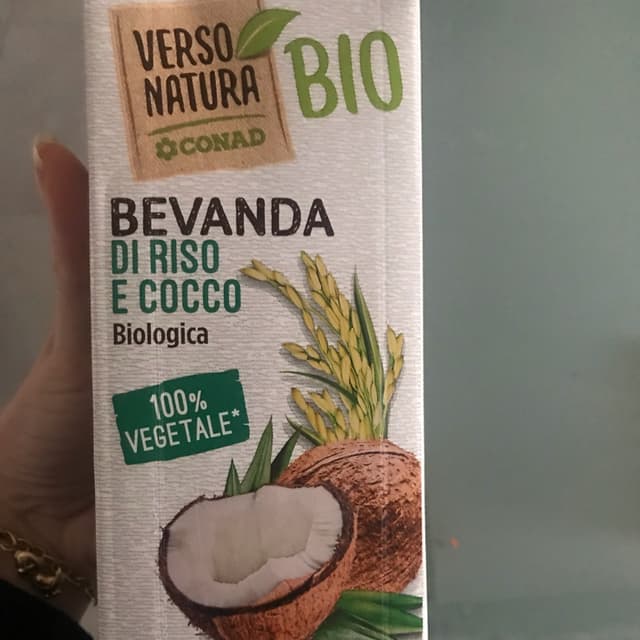 VERSO
NATURA
CONAD
BIO
BEVANDA
DI RISO
E COCCO
Biologica
100%
VEGETALE*